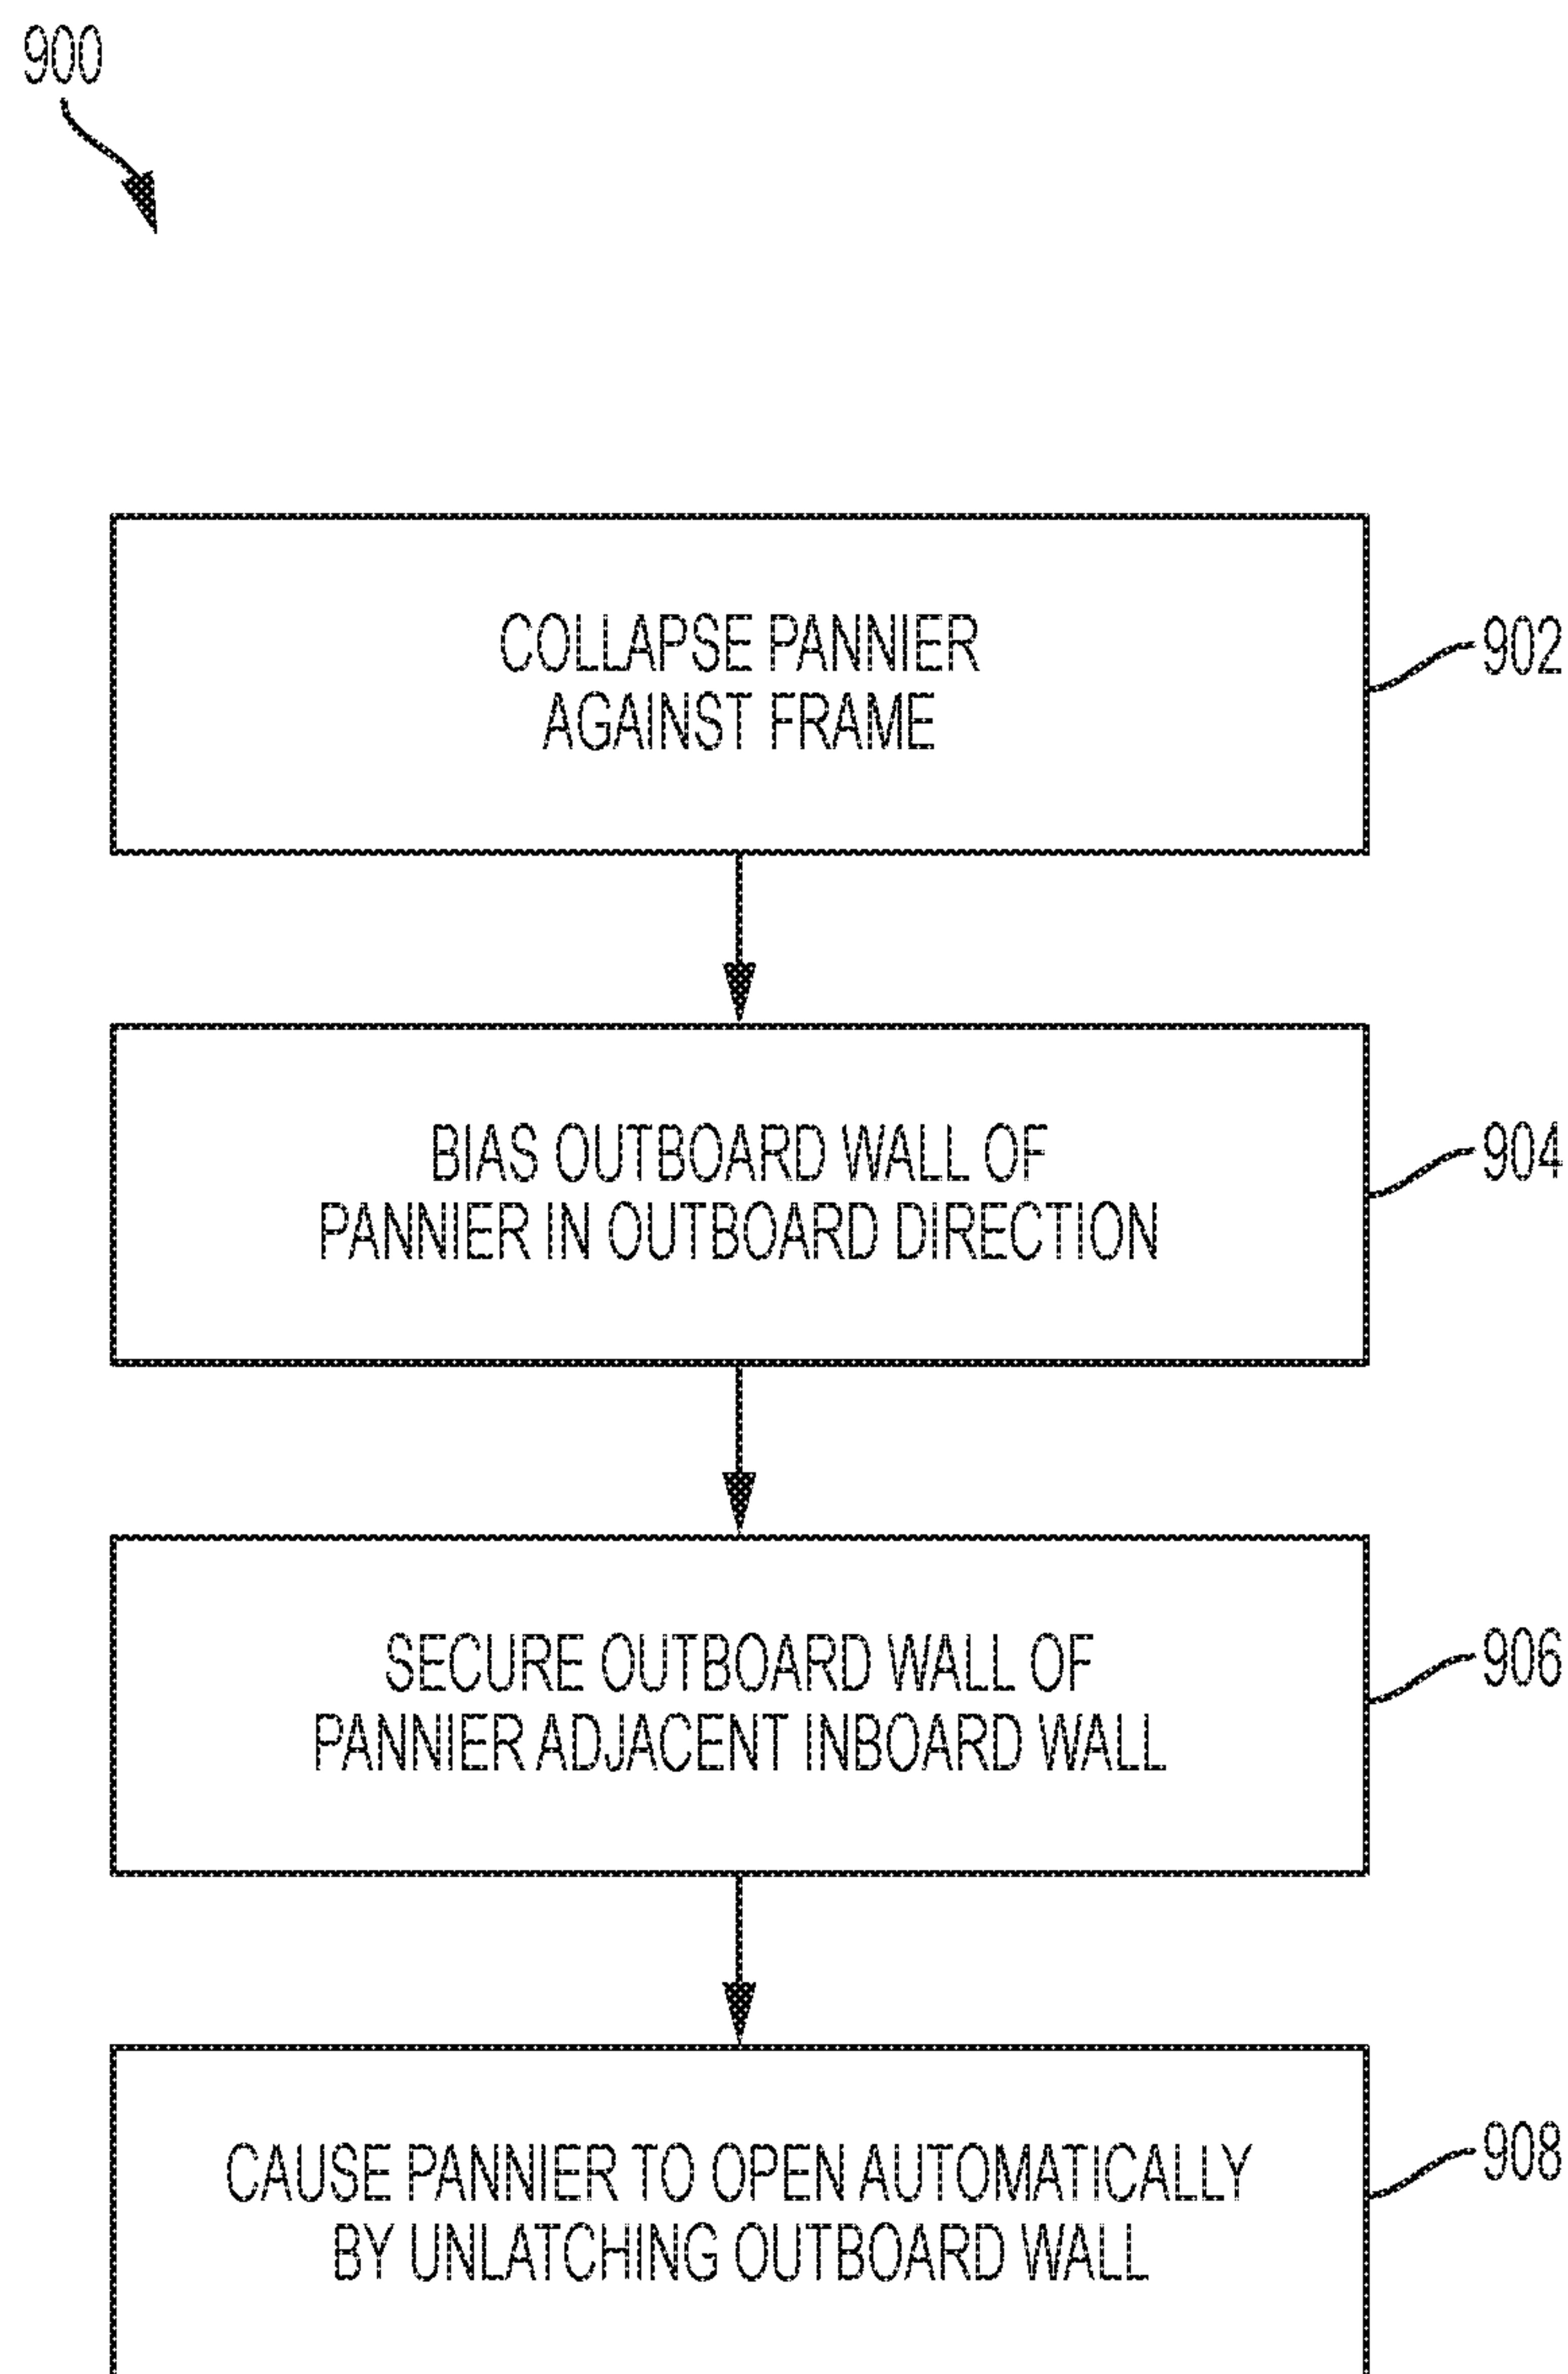 900
COLLAPSE PANNIER
AGAINST FRAME
902
BIAS OUTBOARD WALL OF
PANNIER IN OUTBOARD DIRECTION
904
SECURE OUTBOARD WALL OF
PANNIER ADJACENT INBOARD WALL
906
CAUSE PANNIER TO OPEN AUTOMATICALLY
BY UNLATCHING OUTBOARD WALL
908